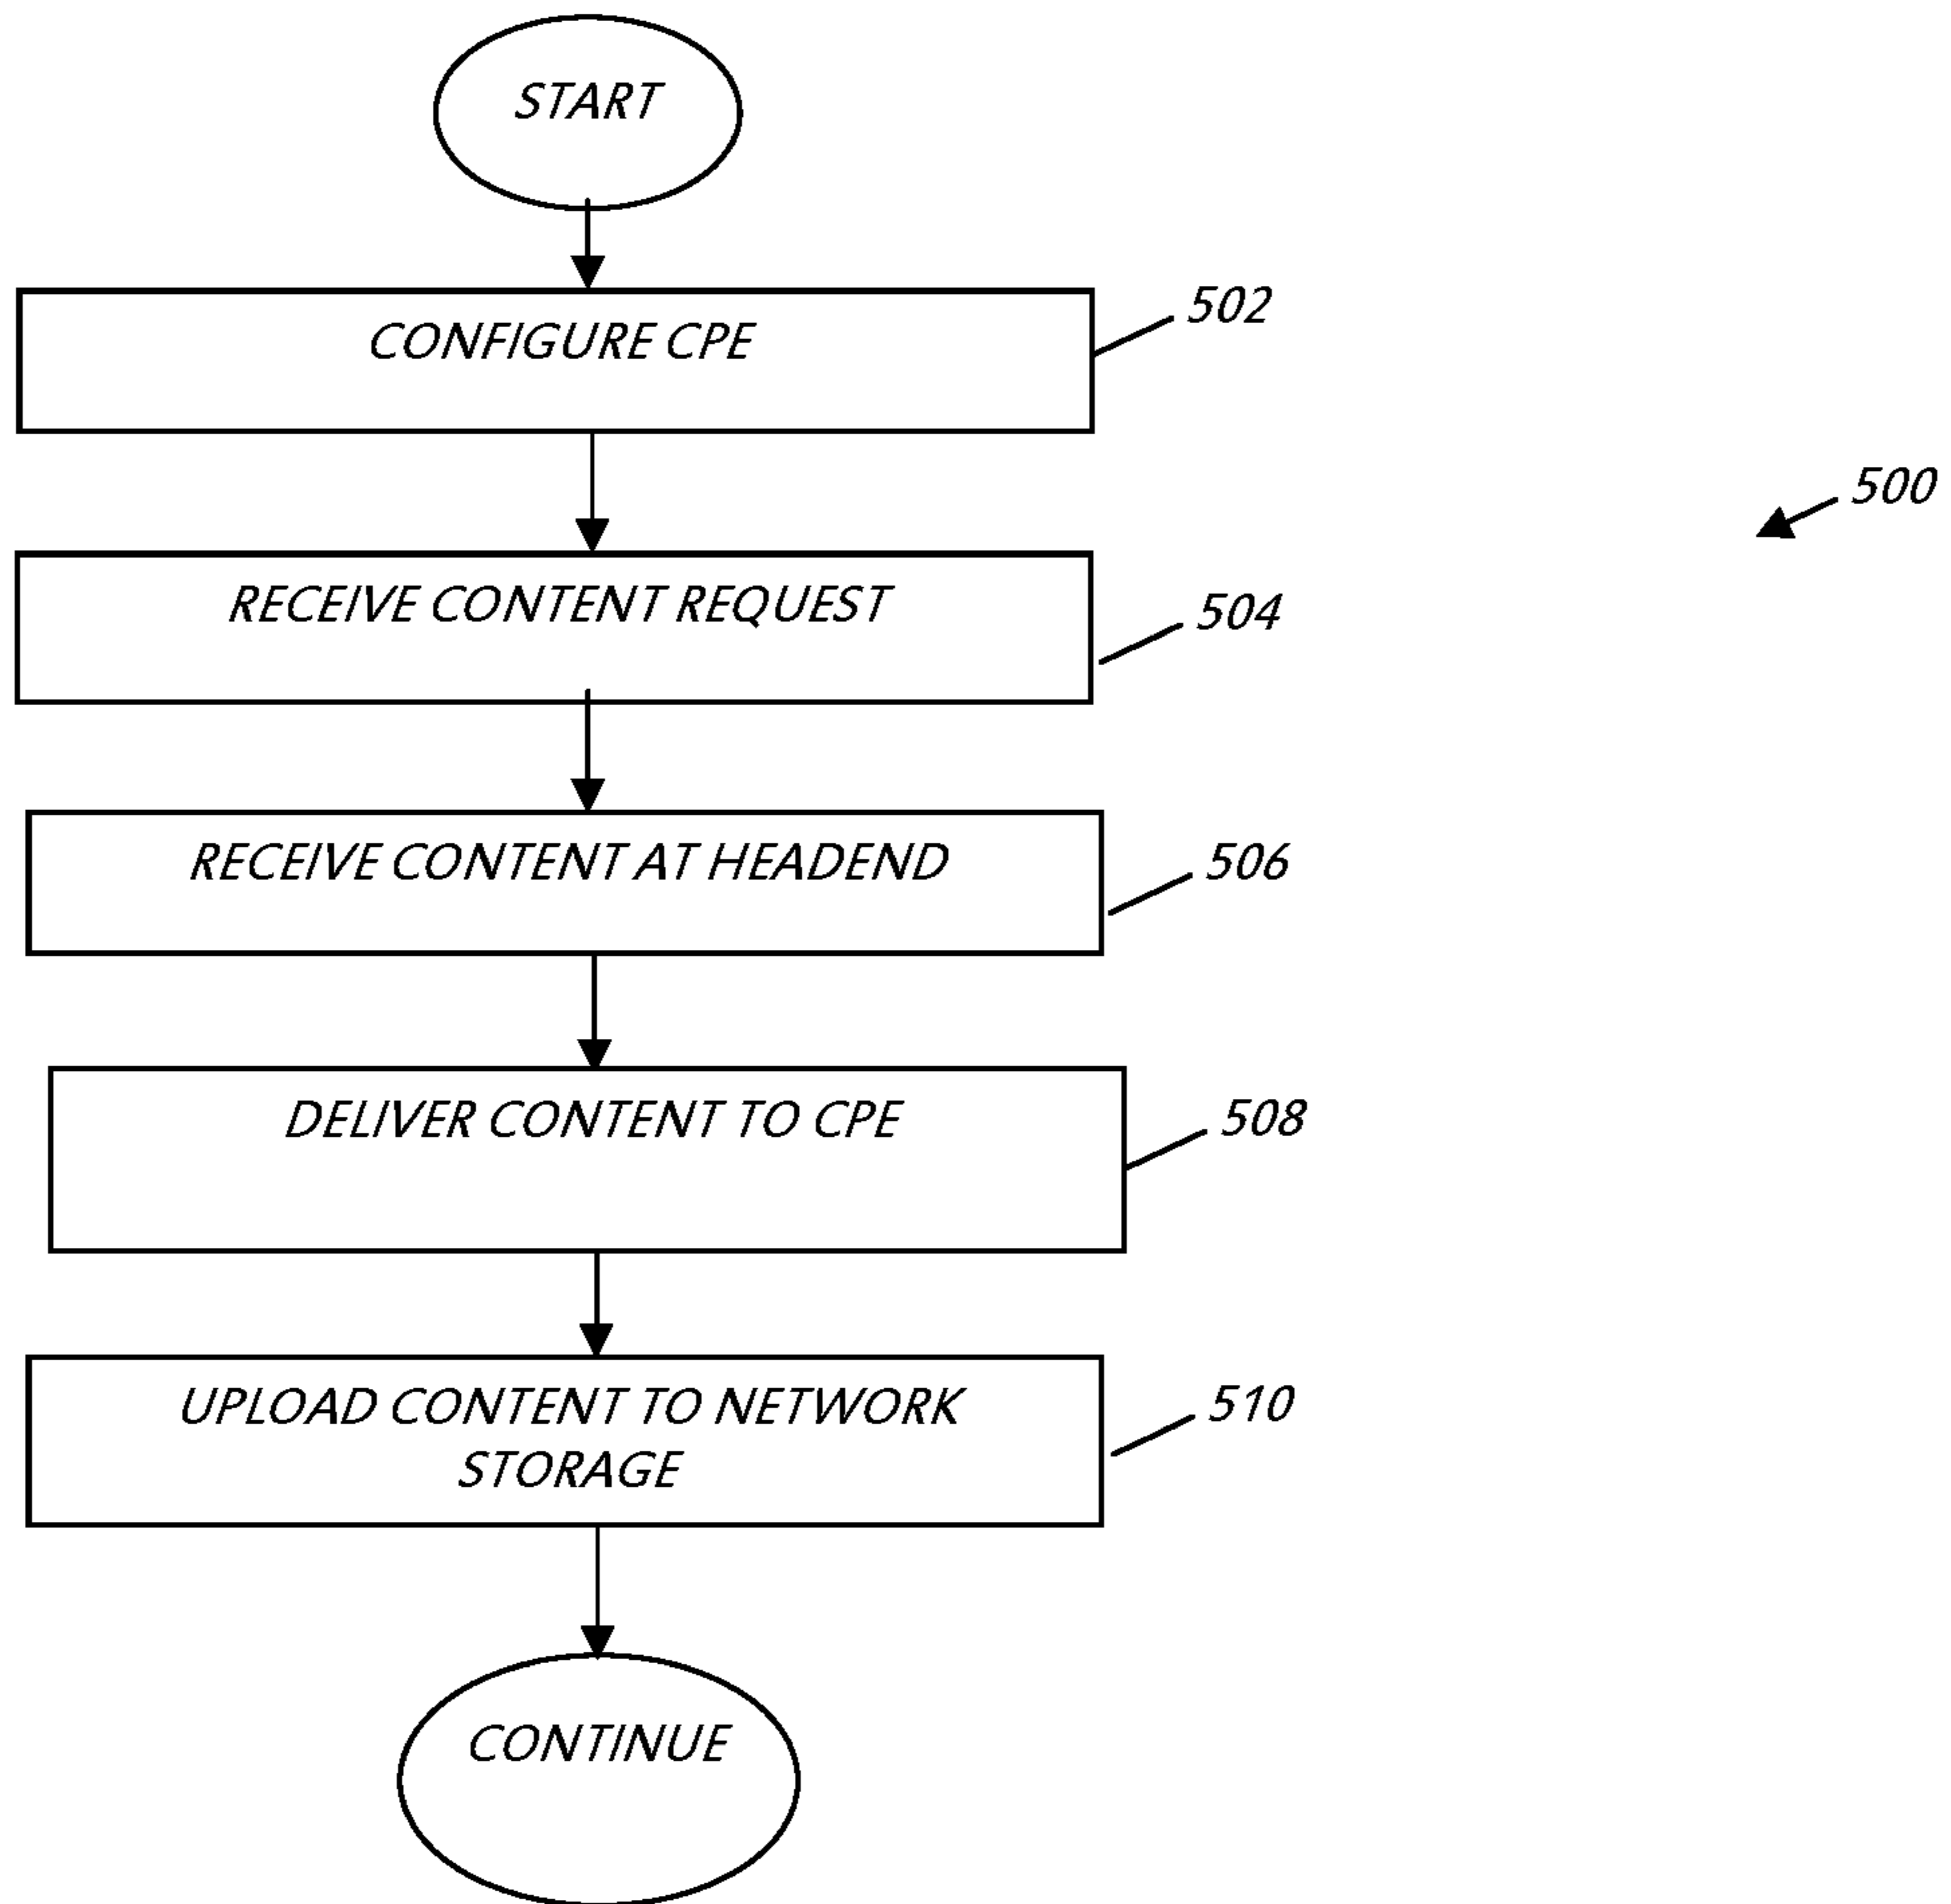 START
CONFIGURE CPE
502
500
RECEIVE CONTENT REQUEST
504
RECEIVE CONTENT AT HEADEND
506
DELIVER CONTENT TO CPE
508
UPLOAD CONTENT TO NETWORK
STORAGE
510
CONTINUE